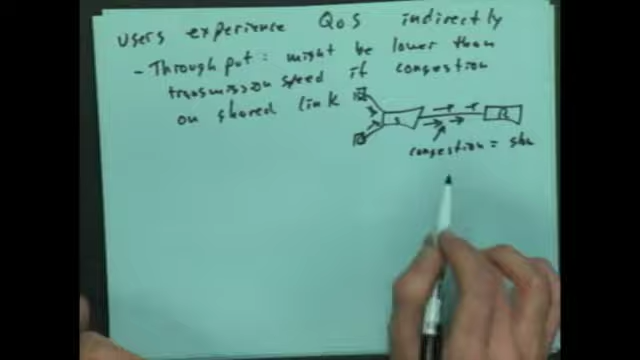 Users experience QoS indirectly
- Throughput: might be lower than
transmission speed if congestion
on shared link
S
R
congestion = sha